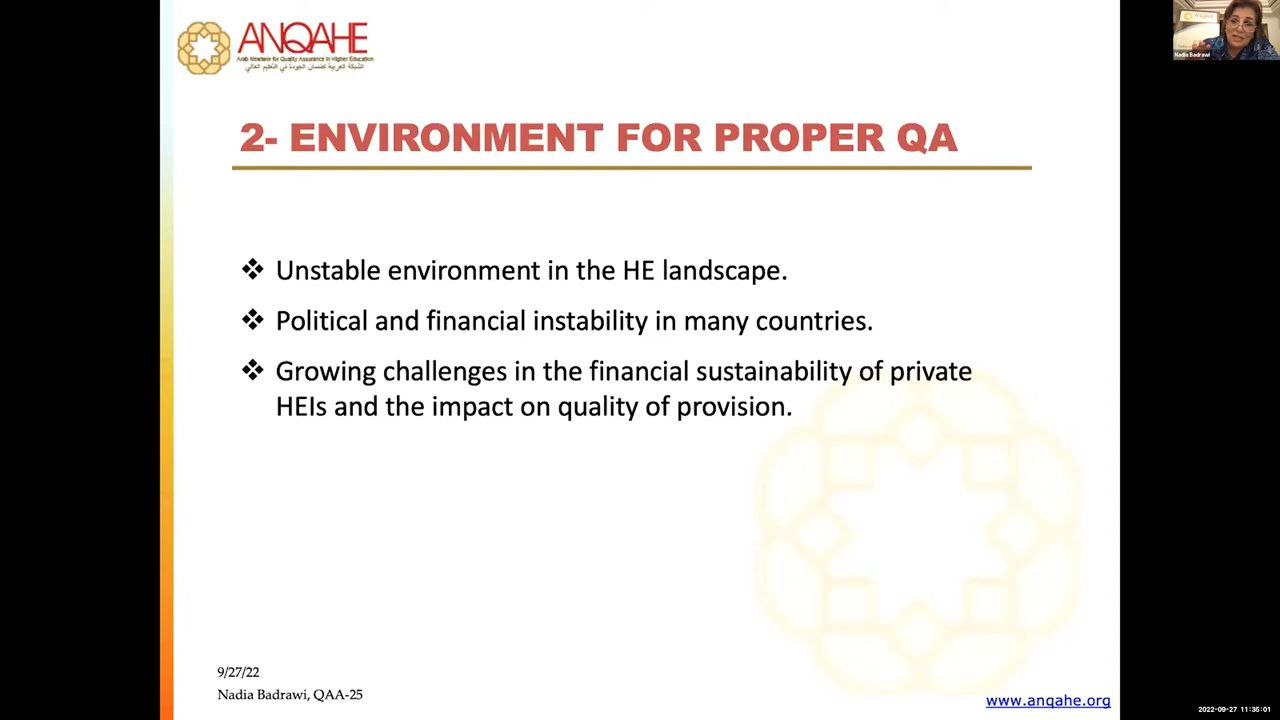 ANQAHE
Arab Network for Quality Assurance in Higher Education
الشبكة العربية لضمان الجودة في التعليم العالي
2- ENVIRONMENT FOR PROPER QA
❖ Unstable environment in the HE landscape.
❖ Political and financial instability in many countries.
❖ Growing challenges in the financial sustainability of private
HEIs and the impact on quality of provision.
9/27/22
Nadia Badrawi, QAA-25
www.anqahe.org
Nadia Badrawi
2022-09-27 11:35:01